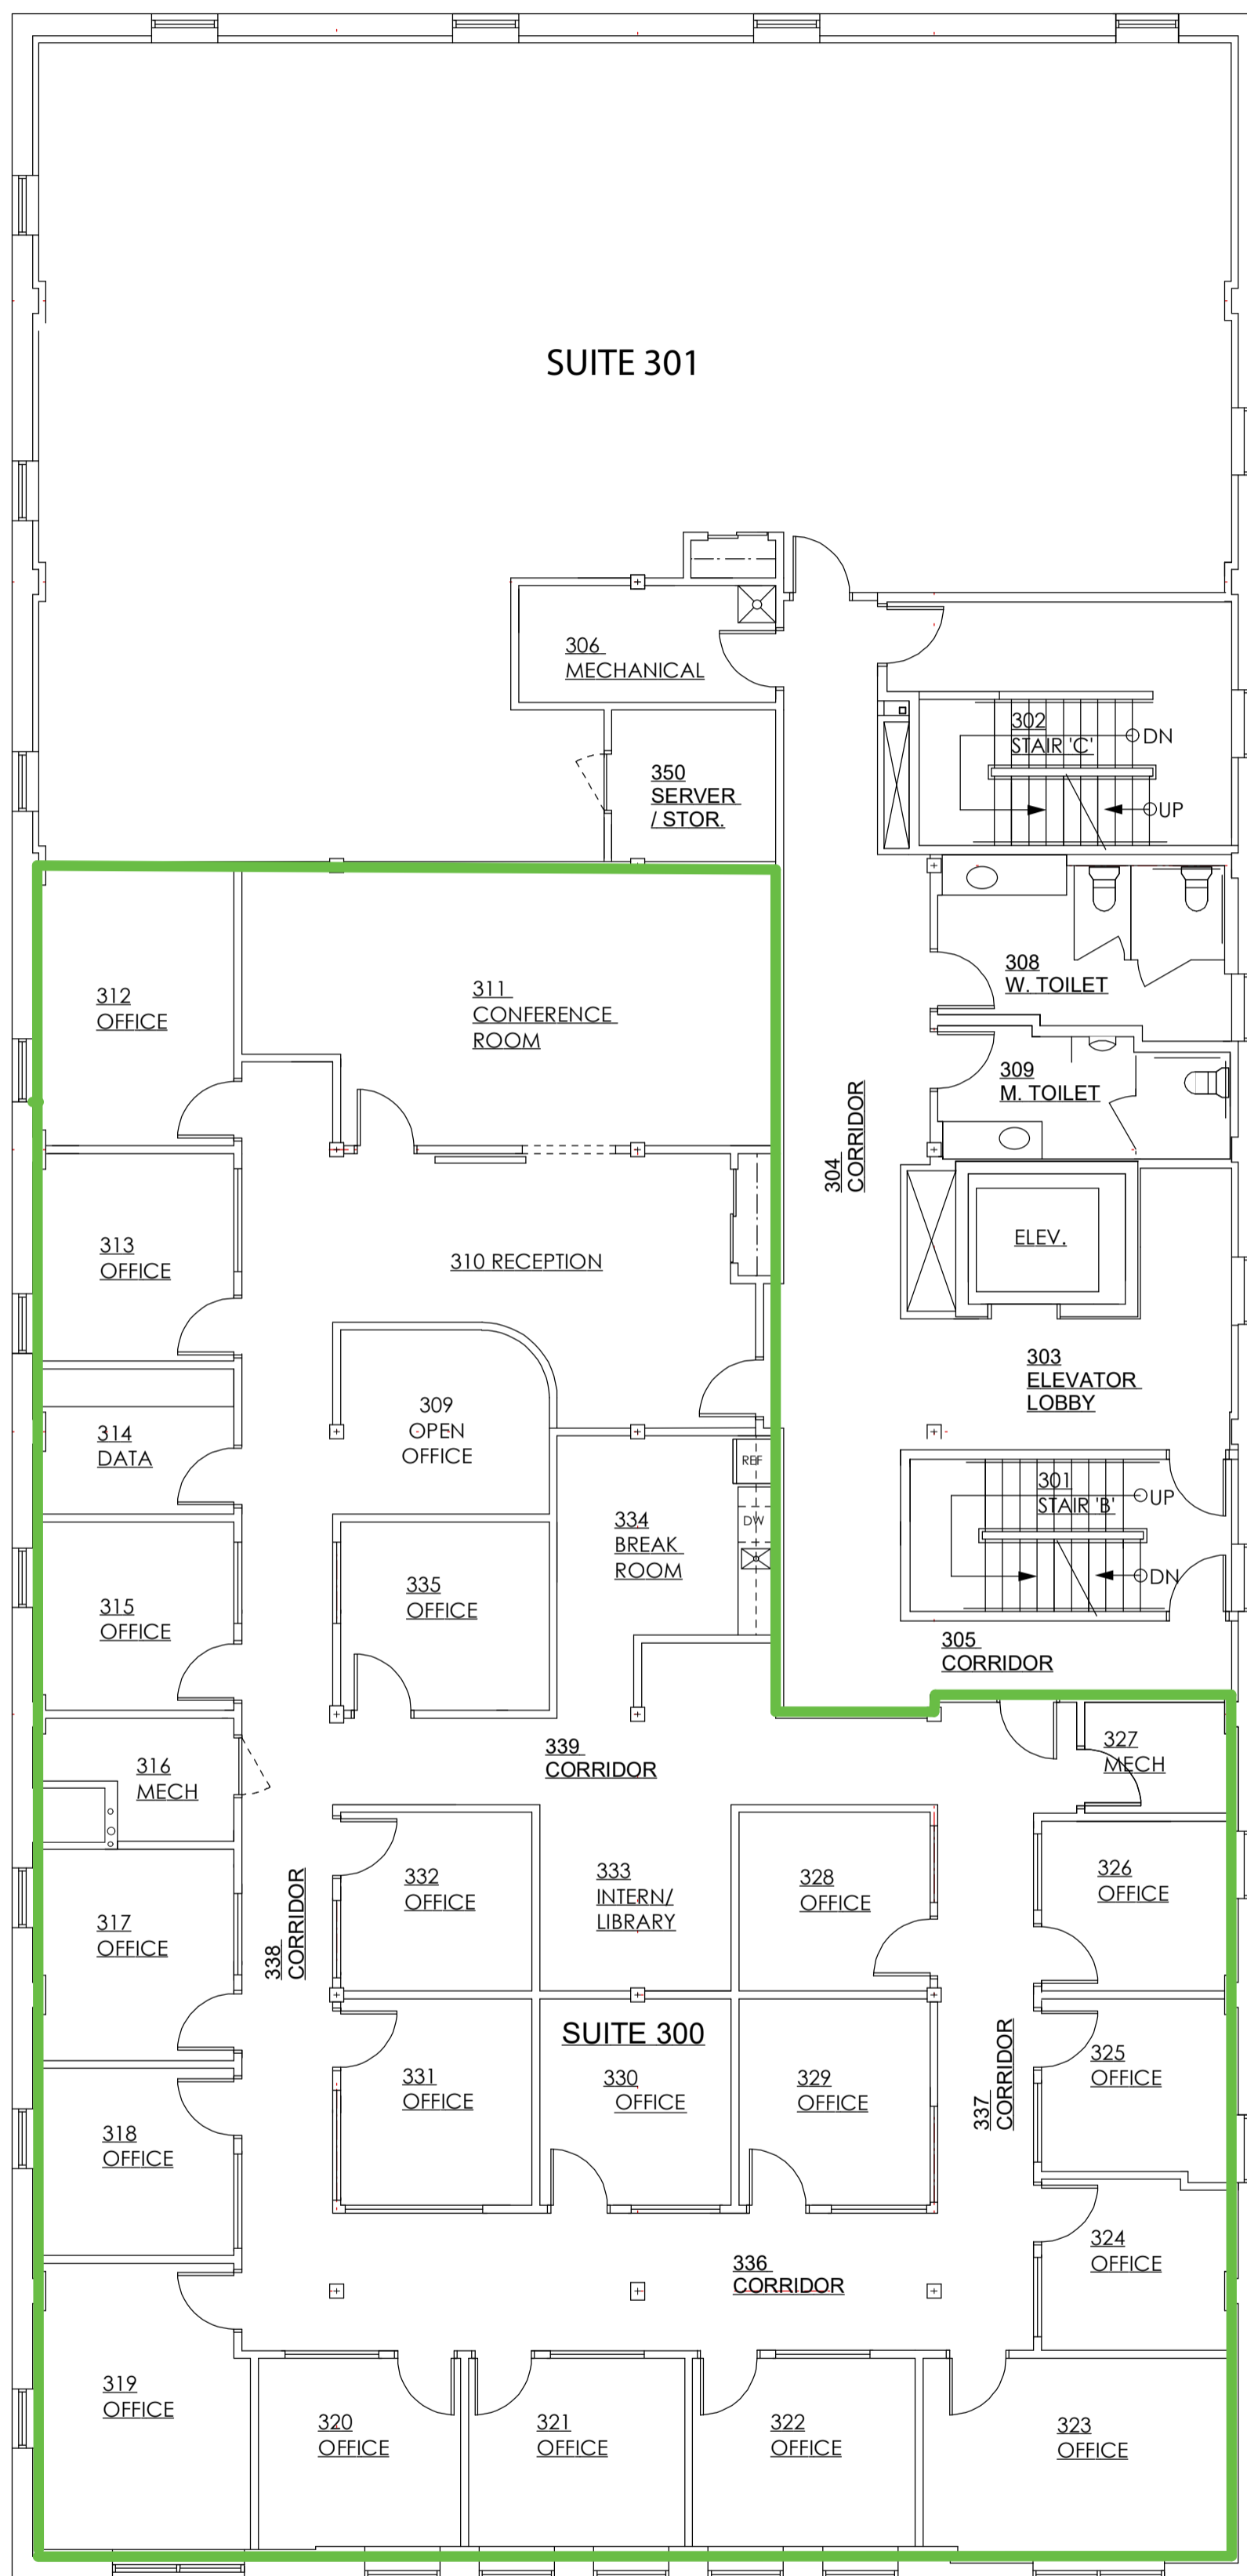 SUITE 301
306
MECHANICAL
302
STAIR 'C'
DN
UP
350
SERVER
/ STOR.
308
W. TOILET
312
OFFICE
311
CONFERENCE
ROOM
309
M. TOILET
304
CORRIDOR
313
OFFICE
310 RECEPTION
ELEV.
303
ELEVATOR
LOBBY
309
OPEN
OFFICE
314
DATA
REF
301
STAIR 'B'
UP
DN
334
BREAK
ROOM
DW
315
OFFICE
335
OFFICE
305
CORRIDOR
316
MECH
339
CORRIDOR
327
MECH
332
OFFICE
333
INTERN/
LIBRARY
328
OFFICE
326
OFFICE
317
OFFICE
338
CORRIDOR
SUITE 300
337
CORRIDOR
331
OFFICE
330
OFFICE
329
OFFICE
325
OFFICE
318
OFFICE
324
OFFICE
336
CORRIDOR
319
OFFICE
320
OFFICE
321
OFFICE
322
OFFICE
323
OFFICE